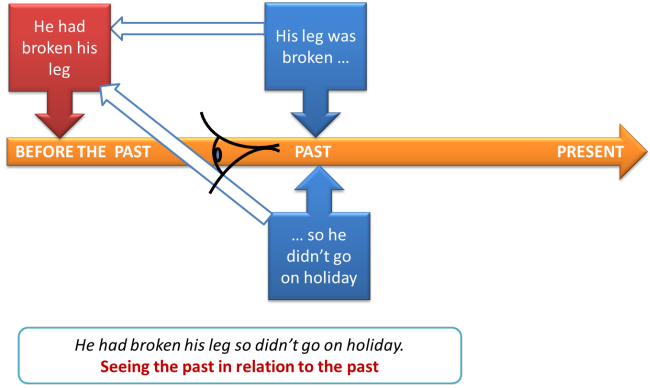 He had
broken his
leg
His leg was
broken ...
BEFORE THE PAST
PAST
PRESENT
... so he
didn't go
on holiday
He had broken his leg so didn't go on holiday.
Seeing the past in relation to the past